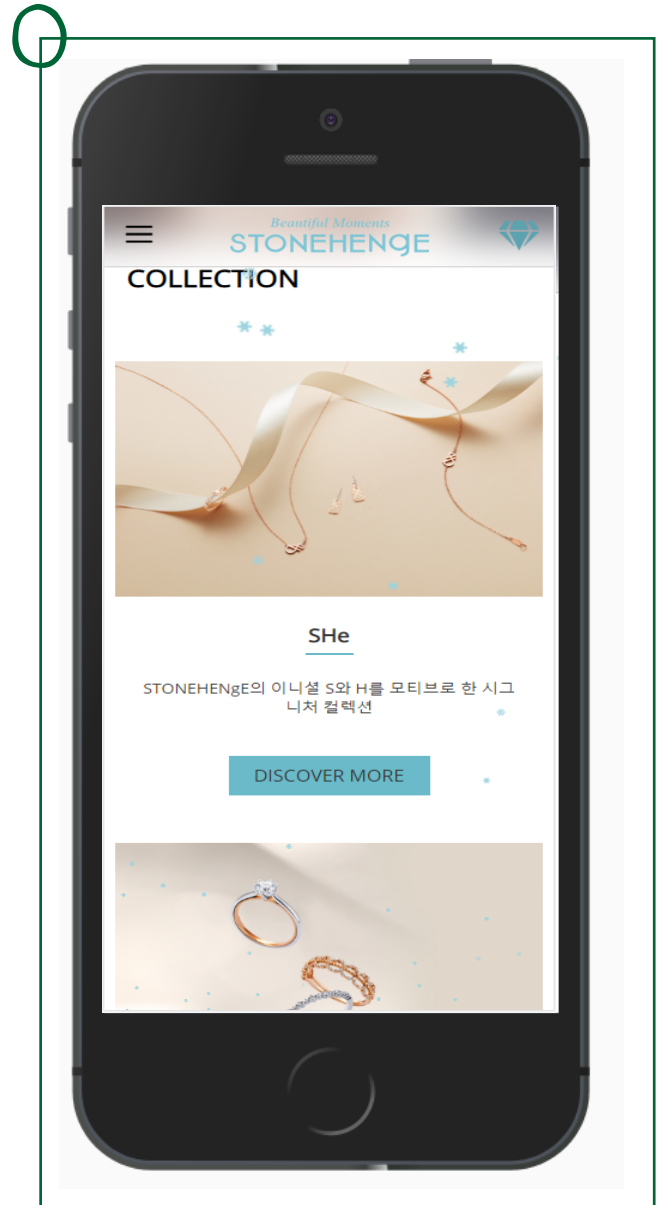 Beautiful Moments
STONEHENgE
COLLECTION
SHe
STONEHENgE의 이니셜 S와 H를 모티브로 한 시그
니처 컬렉션
DISCOVER MORE